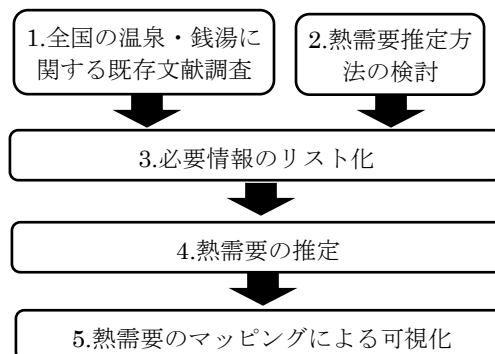 1.全国の温泉・銭湯に
関する既存文献調査
2.熱需要推定方
法の検討
3.必要情報のリスト化
4.熱需要の推定
5.熱需要のマッピングによる可視化